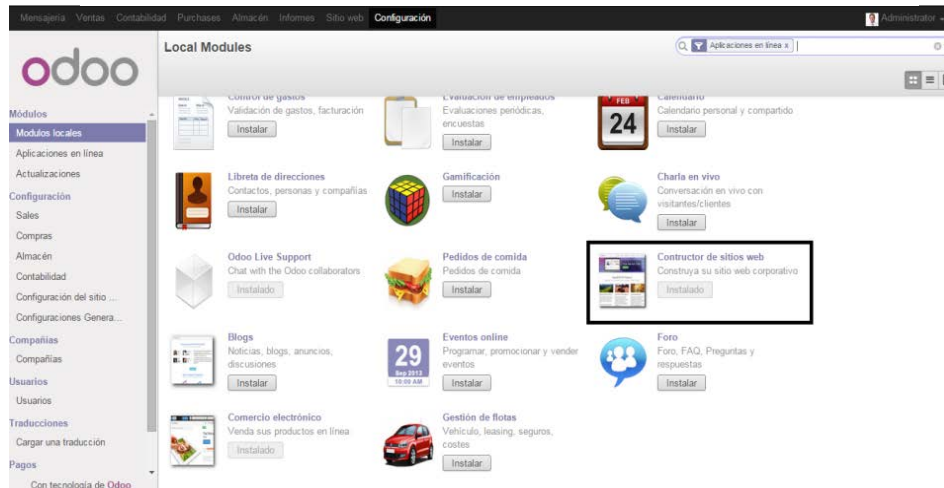 Mensajería Ventas Contabilidad Purchases Almacén Informes Sitio web Configuración Administrator
odoo
Local Modules
Aplicaciones en línea x
Módulos
Modulos locales
Aplicaciones en línea
Actualizaciones
Configuración
Sales
Compras
Almacén
Contabilidad
Configuración del sitio ...
Configuraciones Genera...
Compañías
Compañías
Usuarios
Usuarios
Traducciones
Cargar una traducción
Pagos
Con tecnología de Odoo
Control de gastos
Validación de gastos, facturación
Instalar
Evaluación de empleados
Evaluaciones periódicas,
encuestas
Instalar
FEB
24
Calendario
Calendario personal y compartido
Instalar
Libreta de direcciones
Contactos, personas y compañías
Instalar
Gamificación
Instalar
Charla en vivo
Conversación en vivo con
visitantes/clientes
Instalar
Odoo Live Support
Chat with the Odoo collaborators
Instalado
Pedidos de comida
Pedidos de comida
Instalar
Contructor de sitios web
Construya su sitio web corporativo
Instalado
Blogs
Noticias, blogs, anuncios,
discusiones
Instalar
29
Sep 2013
10:00 AM
Eventos online
Programar, promocionar y vender
eventos
Instalar
Foro
Foro, FAQ, Preguntas y
respuestas
Instalar
Comercio electrónico
Venda sus productos en línea
Instalado
Gestión de flotas
Vehículo, leasing, seguros,
costes
Instalar